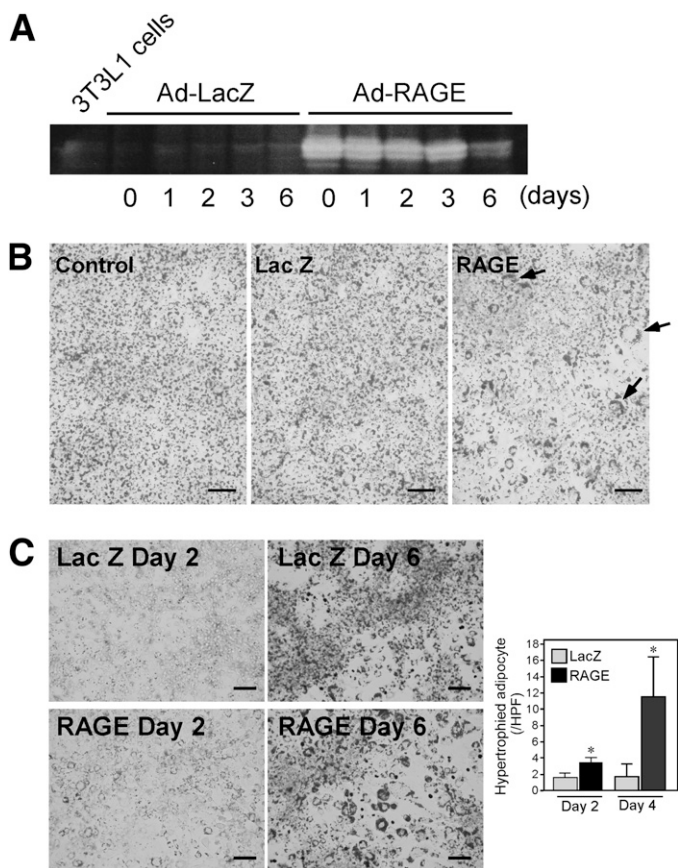 A
3T3L1 cells
Ad-LacZ
Ad-RAGE
0 1 2 3 6 0 1 2 3 6 (days)
B
Control
Lac Z
RAGE
C
Lac Z Day 2
Lac Z Day 6
RAGE Day 2
RAGE Day 6
Hypertrophied adipocyte
(/HPF)
18
16
14
12
10
8
6
4
2
0
LacZ
RAGE
*
*
Day 2
Day 4